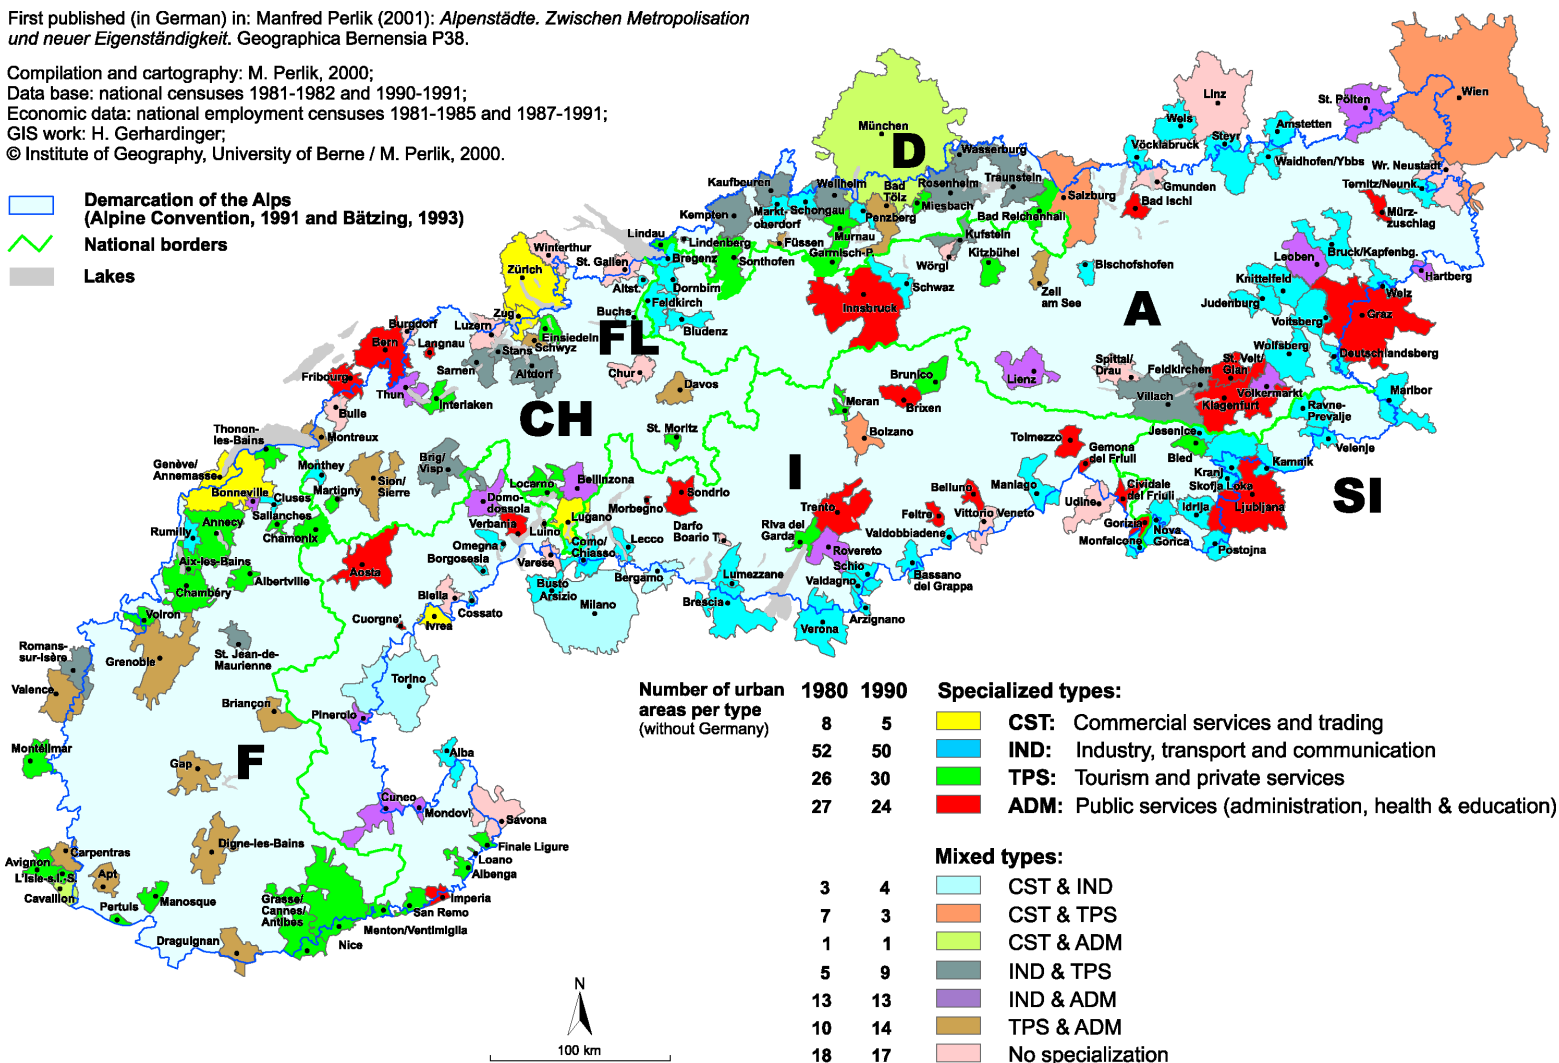 First published (in German) in: Manfred Perlik (2001): Alpenstädte. Zwischen Metropolisation
und neuer Eigenständigkeit. Geographica Bernensia P38.
Compilation and cartography: M. Perlik, 2000;
Data base: national censuses 1981-1982 and 1990-1991;
Economic data: national employment censuses 1981-1985 and 1987-1991;
GIS work: H. Gerhardinger;
© Institute of Geography, University of Berne / M. Perlik, 2000.
Demarcation of the Alps
(Alpine Convention, 1991 and Bätzing, 1993)
National borders
Lakes
D
A
FL
CH
I
SI
F
Wien
St. Pölten
Linz
Wels
Steyr
Amstetten
Waidhofen/Ybbs
Vöcklabruck
Gmunden
Bad Ischl
Wr. Neustadt
Ternitz/Neunk.
Mürz-
zuschlag
München
Wasserburg
Traunstein
Rosenheim
Salzburg
Bad Reichenhall
Miesbach
Bad
Tölz
Penzberg
Weilheim
Schongau
Kaufbeuren
Markt-
oberdorf
Kempten
Füssen
Murnau
Garmisch-P.
Kufstein
Kitzbühel
Wörgl
Zell
am See
Bischofshofen
Schwaz
Innsbruck
Lindau
Lindenberg
Sonthofen
Bregenz
Dornbirn
Feldkirch
Bludenz
Winterthur
Zürich
St. Gallen
Altst.
Buchs
Zug
Luzern
Einsiedeln
Schwyz
Stans
Sarnen
Altdorf
Burgdorf
Langnau
Bern
Fribourg
Thun
Interlaken
Bulle
Chur
Davos
St. Moritz
Montreux
Thonon-
les-Bains
Genève/
Annemasse
Monthey
Martigny
Sion/
Sierre
Brig/
Visp
Locarno
Bellinzona
Lugano
Domo-
dossola
Verbania
Luino
Omegna
Borgosesia
Varese
Como/
Chiasso
Lecco
Bergamo
Busto
Arsizio
Milano
Morbegno
Sondrio
Darfo
Boario T.
Lumezzane
Brescia
Verona
Riva del
Garda
Rovereto
Trento
Schio
Valdagno
Arzignano
Bassano
del Grappa
Valdobbiadene
Feltre
Belluno
Vittorio Veneto
Maniago
Meran
Bolzano
Brixen
Brunico
Lienz
Spittal/
Drau
Feldkirchen
Villach
St. Velt/
Glan
Klagenfurt
Völkermarkt
Wolfsberg
Voitsberg
Judenburg
Knittelfeld
Leoben
Bruck/Kapfenbg.
Hartberg
Weiz
Graz
Deutschlandsberg
Maribor
Ravne-
Prevalje
Velenje
Jesenice
Bled
Kranj
Kamnik
Skofja Loka
Ljubljana
Idrija
Postojna
Nova
Gorica
Gorizia
Monfalcone
Cividale
del Friuli
Udine
Gemona
del Friuli
Tolmezzo
Bonneville
Cluses
Sallanches
Chamonix
Annecy
Rumilly
Aix-les-Bains
Chambéry
Albertville
Aosta
Biella
Cossato
Ivrea
Cuorgne'
Torino
Pinerolo
Voiron
Grenoble
St. Jean-de-
Maurienne
Romans-
sur-Isère
Valence
Briançon
Montélimar
Gap
Digne-les-Bains
Alba
Cuneo
Mondovi
Savona
Finale Ligure
Loano
Albenga
Imperia
San Remo
Menton/Ventimiglia
Nice
Grasse/
Cannes/
Antibes
Draguignan
Manosque
Pertuis
Apt
Carpentras
Avignon
L'Isle-s.l.-S.
Cavaillon
Number of urban
areas per type
(without Germany)
1980 1990
Specialized types:
8 5 CST: Commercial services and trading
52 50 IND: Industry, transport and communication
26 30 TPS: Tourism and private services
27 24 ADM: Public services (administration, health & education)
Mixed types:
3 4 CST & IND
7 3 CST & TPS
1 1 CST & ADM
5 9 IND & TPS
13 13 IND & ADM
10 14 TPS & ADM
18 17 No specialization
N
100 km